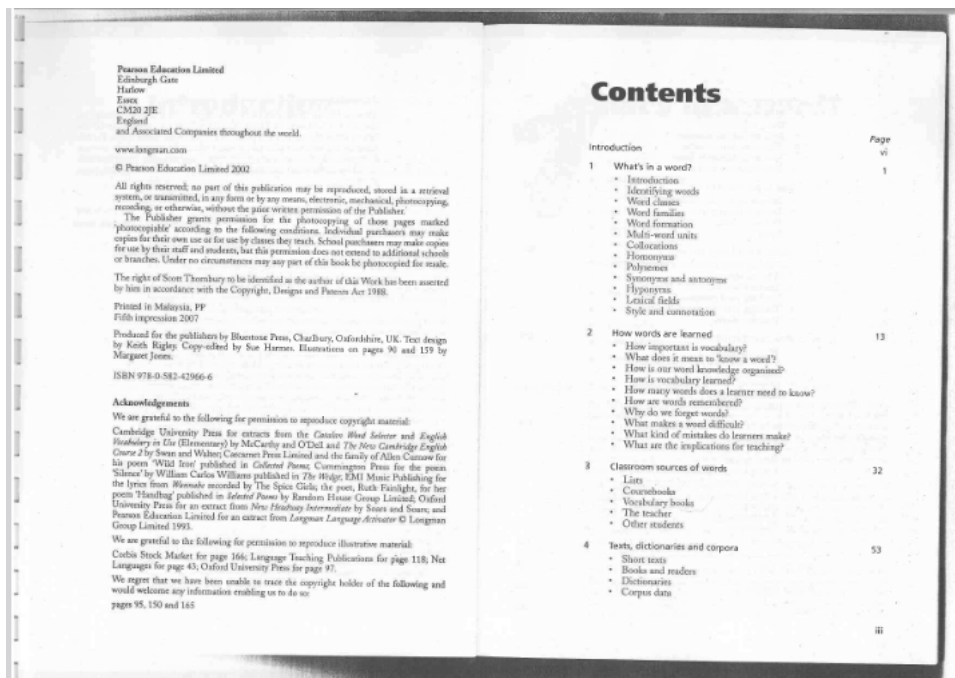 Pearson Education Limited
Edinburgh Gate
Harlow
Essex
CM20 2JE
England
and Associated Companies throughout the world.
www.longman.com
© Pearson Education Limited 2002
All rights reserved; no part of this publication may be reproduced, stored in a retrieval
system, or transmitted, in any form or by any means, electronic, mechanical, photocopying,
recording, or otherwise, without the prior written permission of the Publisher.
The Publisher grants permission for the photocopying of those pages marked
'photocopiable' according to the following conditions. Individual purchasers may make
copies for their own use or for use by classes they teach. School purchasers may make copies
for use by their staff and students, but this permission does not extend to additional schools
or branches. Under no circumstances may any part of this book be photocopied for resale.
The right of Scott Thornbury to be identified as the author of this Work has been asserted
by him in accordance with the Copyright, Designs and Patents Act 1988.
Printed in Malaysia, PP
Fifth impression 2007
Produced for the publishers by Bluestone Press, Charlbury, Oxfordshire, UK. Text design
by Keith Rigley. Copy-edited by Sue Harmes. Illustrations on pages 90 and 159 by
Margaret Jones.
ISBN 978-0-582-42966-6
Acknowledgements
We are grateful to the following for permission to reproduce copyright material:
Cambridge University Press for extracts from the Cobuild Word Selector and English
Vocabulary in Use (Elementary) by McCarthy and O'Dell and The New Cambridge English
Course 2 by Swan and Walter; Carcanet Press Limited and the family of Allen Curnow for
his poem 'Wild Iron' published in Collected Poems; Cummington Press for the poem
'Silence' by William Carlos Williams published in The Wedge; EMI Music Publishing for
the lyrics from Wannabe recorded by The Spice Girls; the poet, Ruth Fainlight, for her
poem 'Handbag' published in Selected Poems by Random House Group Limited; Oxford
University Press for an extract from New Headway Intermediate by Soars and Soars; and
Pearson Education Limited for an extract from Longman Language Activator © Longman
Group Limited 1993.
We are grateful to the following for permission to reproduce illustrative material:
Corbis Stock Market for page 166; Language Teaching Publications for page 118; Net
Languages for page 43; Oxford University Press for page 97.
We regret that we have been unable to trace the copyright holder of the following and
would welcome any information enabling us to do so:
pages 95, 150 and 165
Contents
Page
Introduction vi
1 What's in a word? 1
• Introduction
• Identifying words
• Word classes
• Word families
• Word formation
• Multi-word units
• Collocations
• Homonyms
• Polysemes
• Synonyms and antonyms
• Hyponyms
• Lexical fields
• Style and connotation
2 How words are learned 13
• How important is vocabulary?
• What does it mean to 'know a word'?
• How is our word knowledge organised?
• How is vocabulary learned?
• How many words does a learner need to know?
• How are words remembered?
• Why do we forget words?
• What makes a word difficult?
• What kind of mistakes do learners make?
• What are the implications for teaching?
3 Classroom sources of words 32
• Lists
• Coursebooks
• Vocabulary books
• The teacher
• Other students
4 Texts, dictionaries and corpora 53
• Short texts
• Books and readers
• Dictionaries
• Corpus data
iii